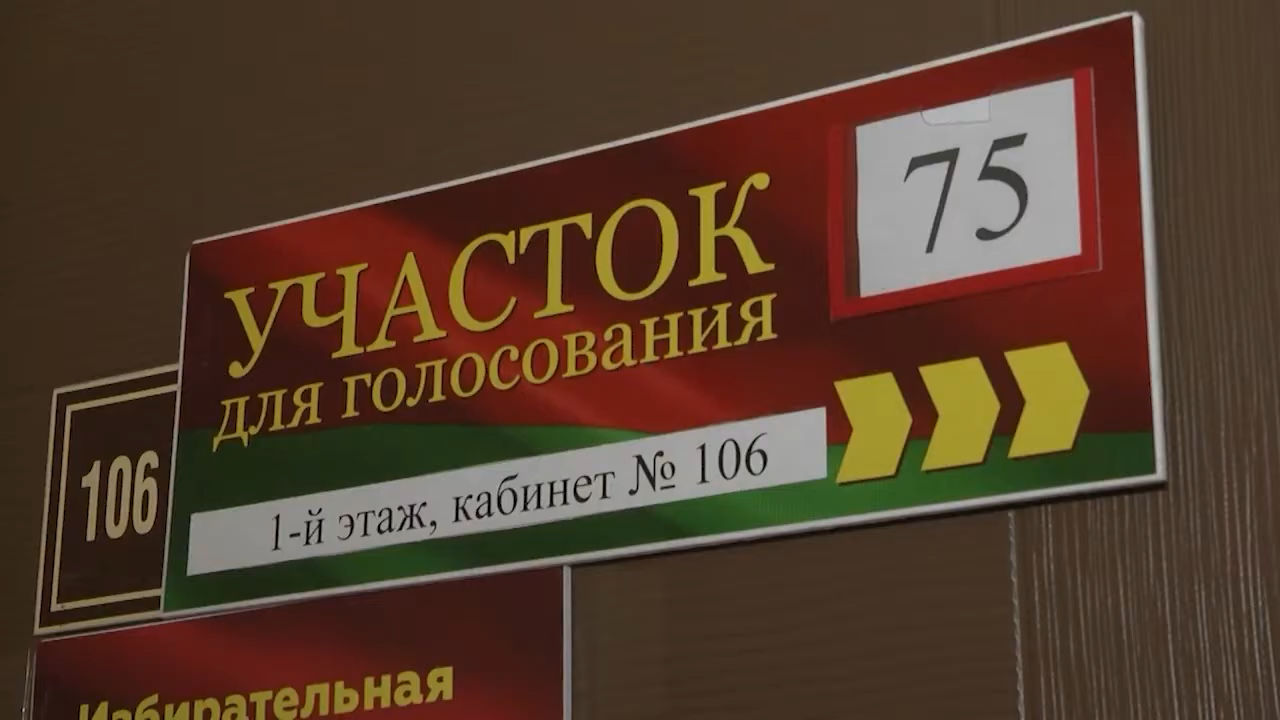 УЧАСТОК
для голосования
75
1-й этаж, кабинет № 106
106
Избирательная